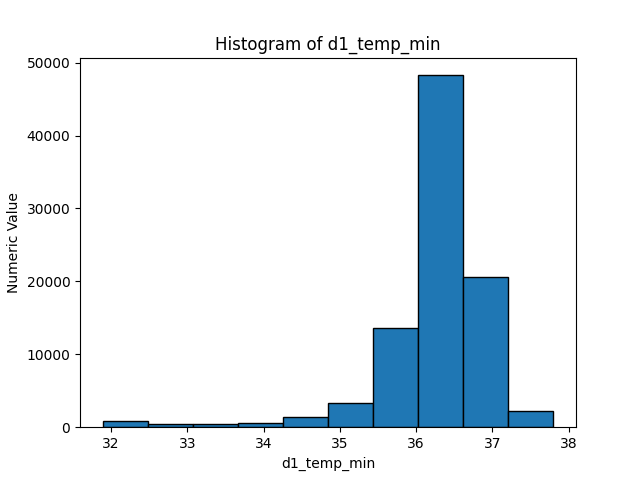 Histogram of d1_temp_min
50000
40000
30000
20000
10000
0
Numeric Value
32 33 34 35 36 37 38
d1_temp_min